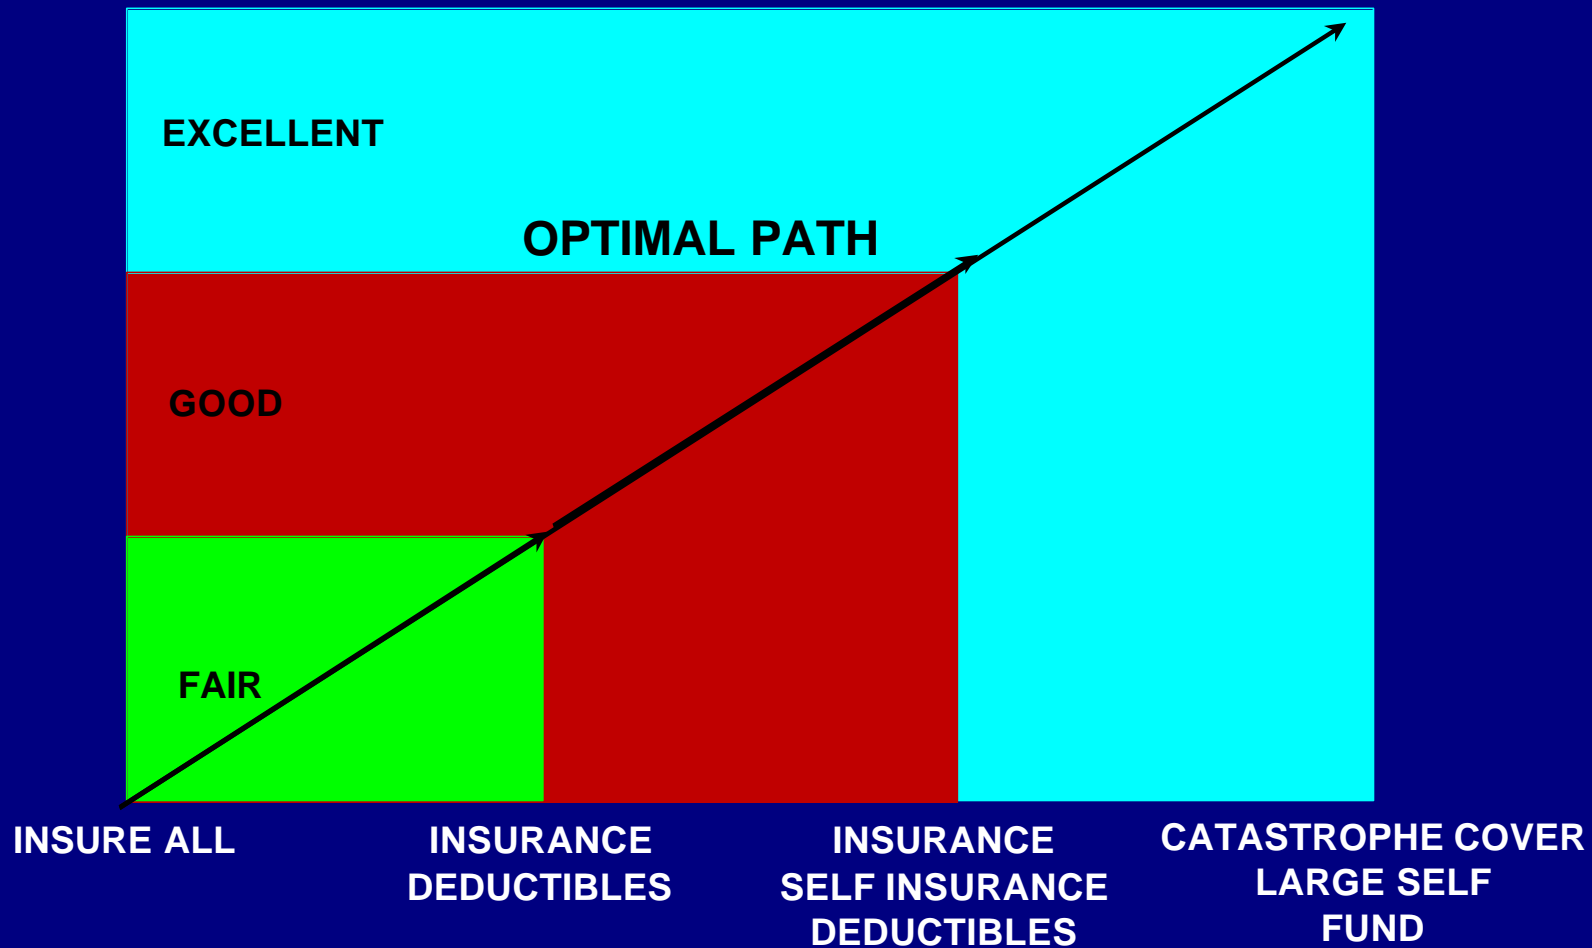 EXCELLENT
OPTIMAL PATH
GOOD
FAIR
INSURE ALL
INSURANCE
DEDUCTIBLES
INSURANCE
SELF INSURANCE
DEDUCTIBLES
CATASTROPHE COVER
LARGE SELF
FUND